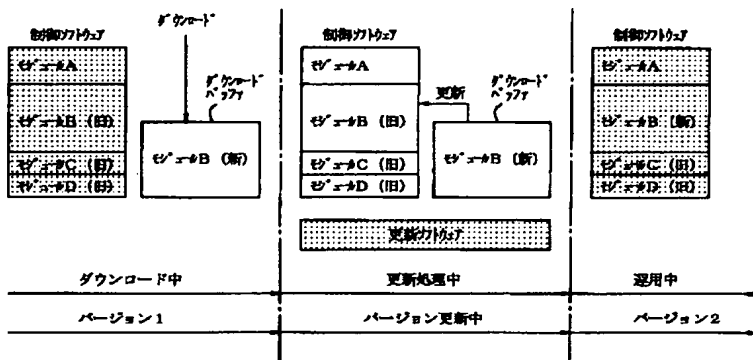 ダウンロード
制御ソフトウェア
モジュールA
モジュールB (旧)
モジュールC (旧)
モジュールD (旧)
ダウンロード
バッファ
モジュールB (新)
制御ソフトウェア
モジュールA
モジュールB (旧)
モジュールC (旧)
モジュールD (旧)
更新
ダウンロード
バッファ
モジュールB (新)
更新ソフトウェア
制御ソフトウェア
モジュールA
モジュールB (新)
モジュールC (旧)
モジュールD (旧)
ダウンロード中
更新処理中
運用中
バージョン1
バージョン更新中
バージョン2